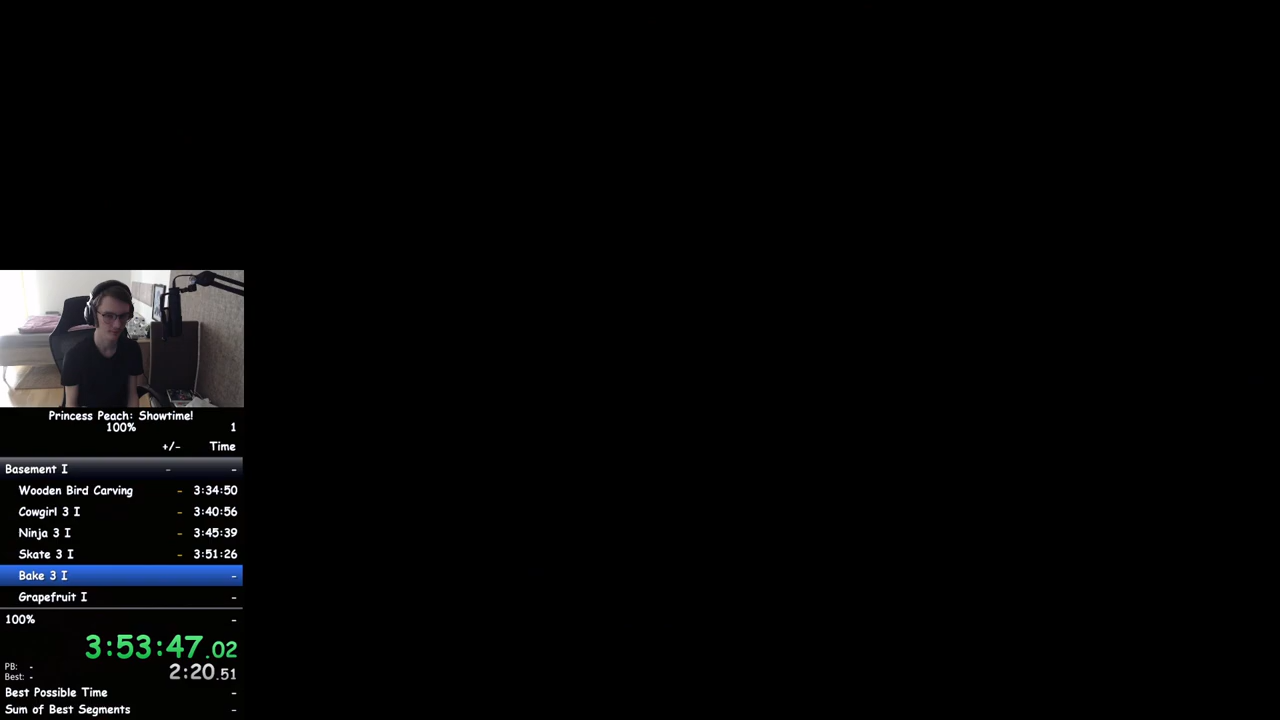 Princess Peach: Showtime!
100% 1
+/- Time
Basement I - -
Wooden Bird Carving - 3:34:50
Cowgirl 3 I - 3:40:56
Ninja 3 I - 3:45:39
Skate 3 I - 3:51:26
Bake 3 I -
Grapefruit I -
100% -
3:53:47.02
PB: - 2:20.51
Best: -
Best Possible Time -
Sum of Best Segments -